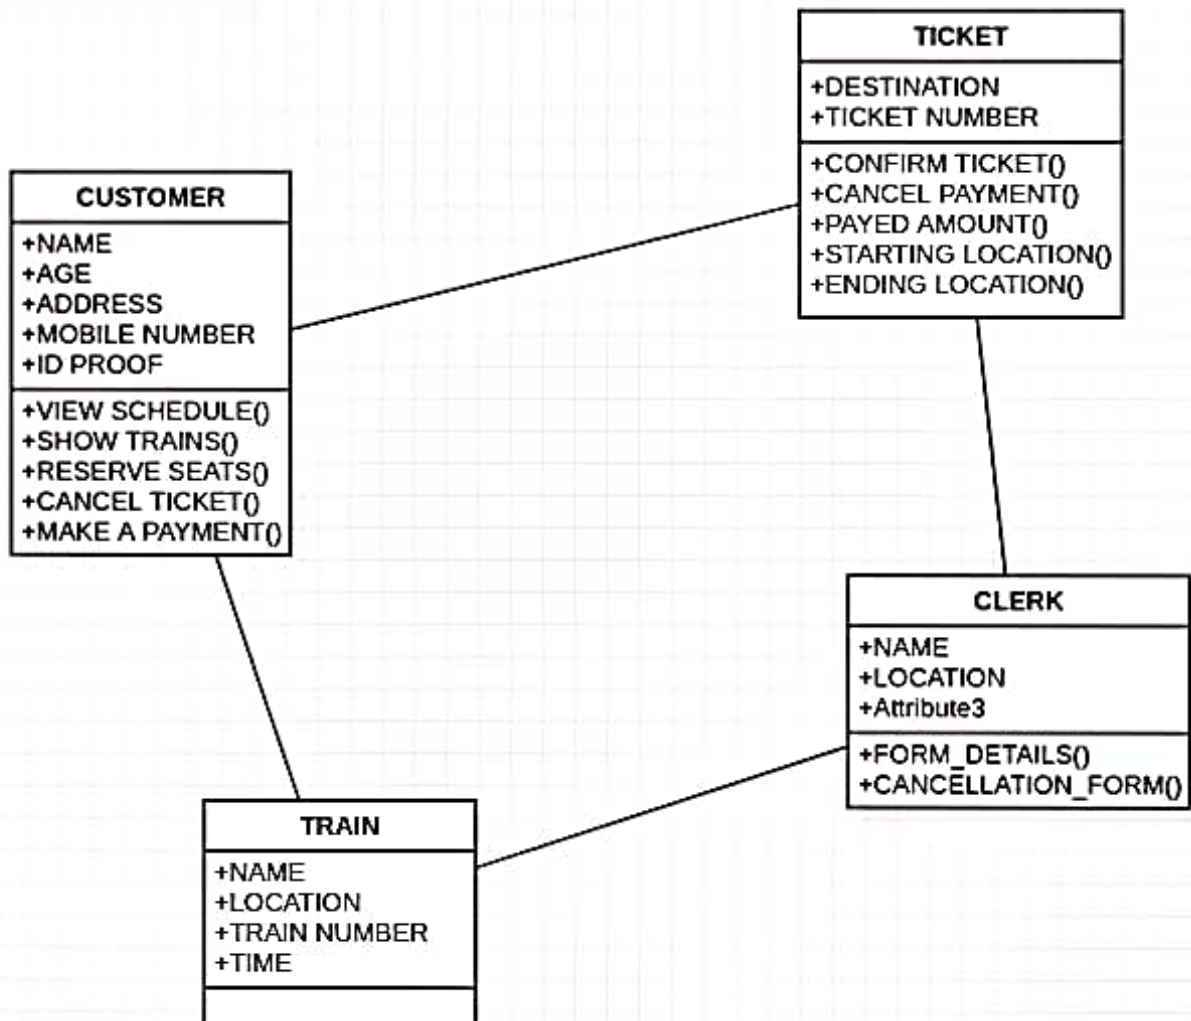 TICKET
+DESTINATION
+TICKET NUMBER
+CONFIRM TICKET()
+CANCEL PAYMENT()
+PAYED AMOUNT()
+STARTING LOCATION()
+ENDING LOCATION()
CUSTOMER
+NAME
+AGE
+ADDRESS
+MOBILE NUMBER
+ID PROOF
+VIEW SCHEDULE()
+SHOW TRAINS()
+RESERVE SEATS()
+CANCEL TICKET()
+MAKE A PAYMENT()
CLERK
+NAME
+LOCATION
+Attribute3
+FORM_DETAILS()
+CANCELLATION_FORM()
TRAIN
+NAME
+LOCATION
+TRAIN NUMBER
+TIME